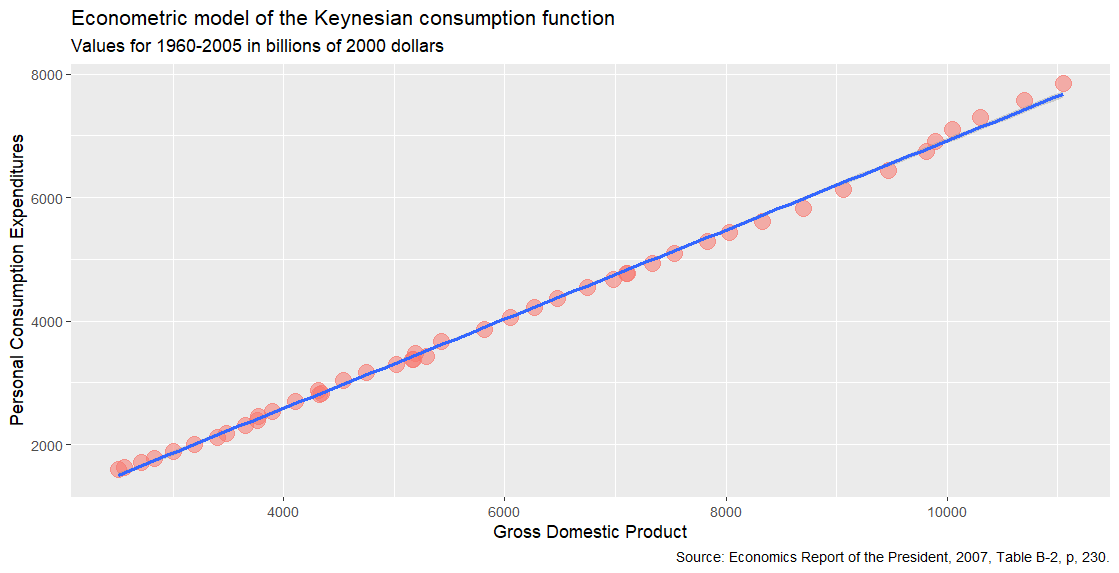 Econometric model of the Keynesian consumption function
Values for 1960-2005 in billions of 2000 dollars
Personal Consumption Expenditures
8000
6000
4000
2000
4000
6000
8000
10000
Gross Domestic Product
Source: Economics Report of the President, 2007, Table B-2, p, 230.